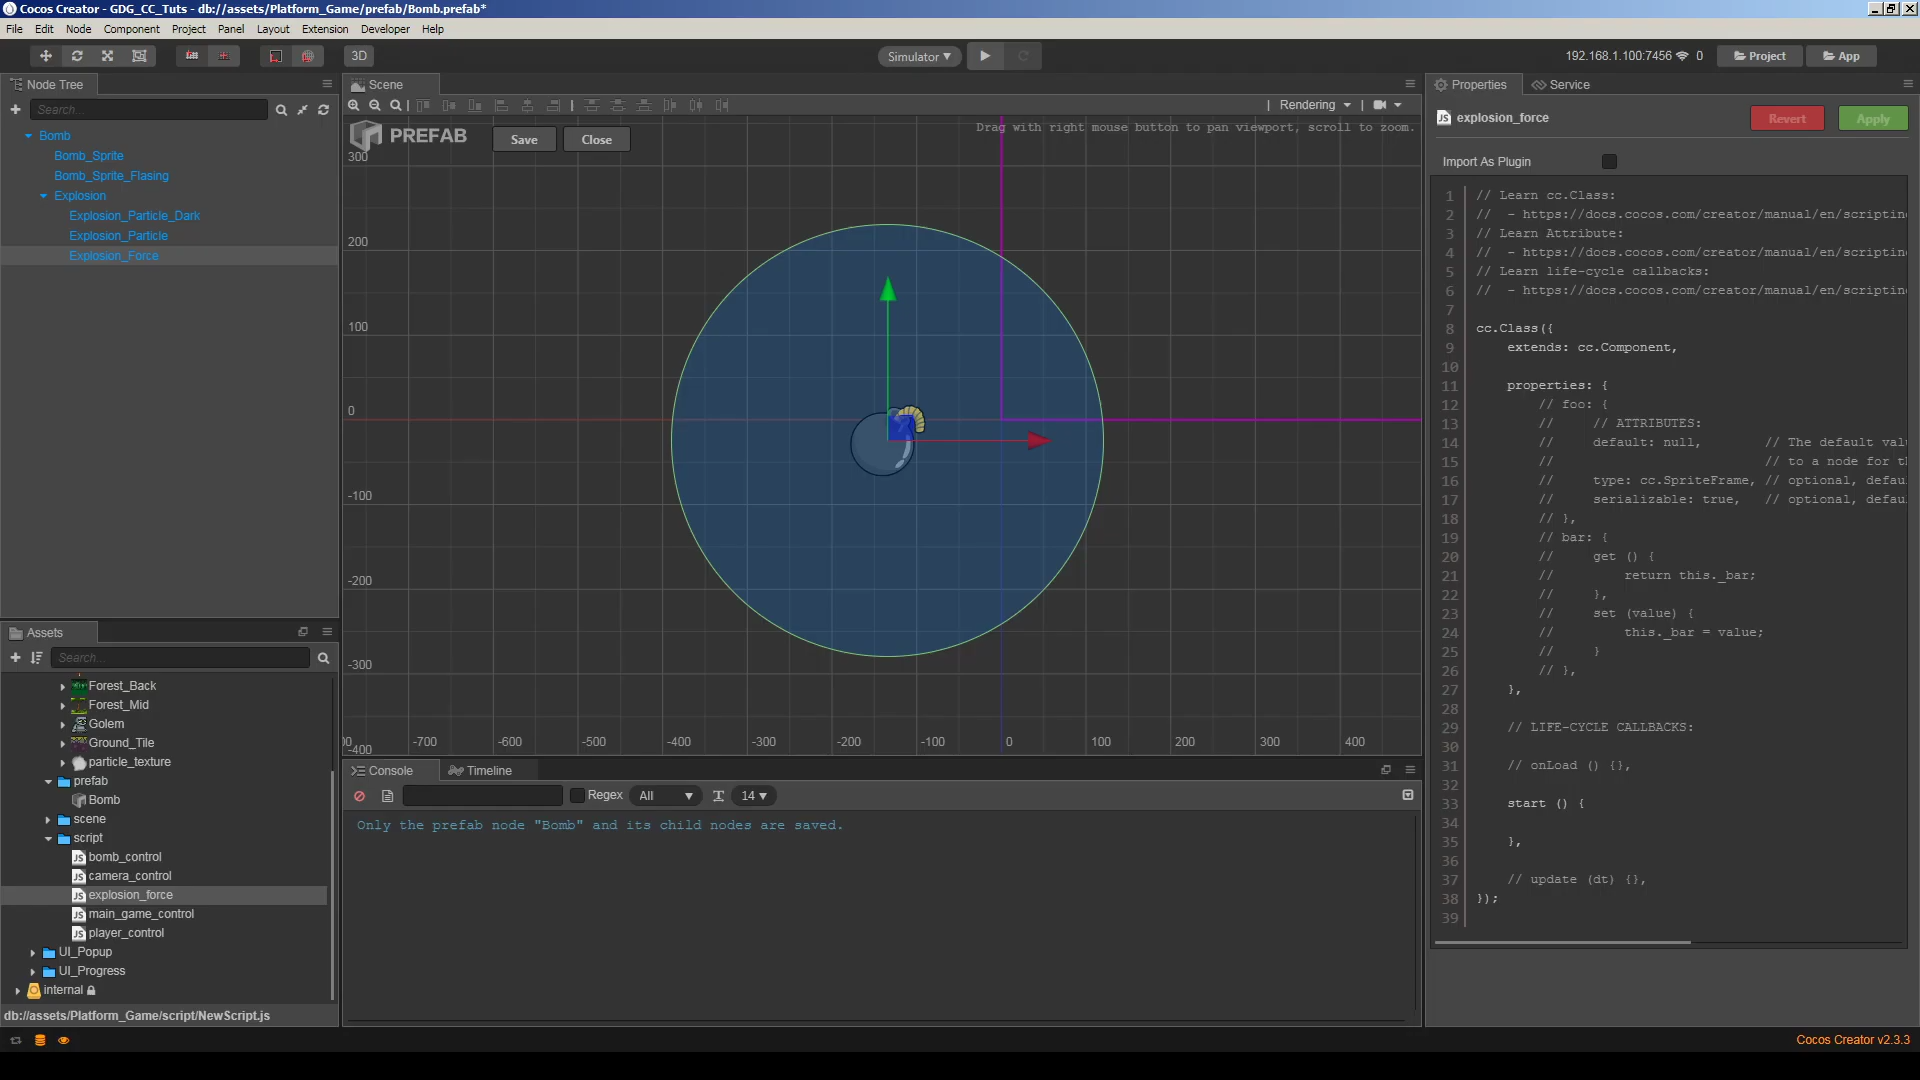 Cocos Creator - GDG_CC_Tuts - db://assets/Platform_Game/prefab/Bomb.prefab*
File Edit Node Component Project Panel Layout Extension Developer Help
3D Simulator 192.168.1.100:7456 0 Project App
Node Tree
Search...
Bomb
Bomb_Sprite
Bomb_Sprite_Flasing
Explosion
Explosion_Particle_Dark
Explosion_Particle
Explosion_Force
Assets
Search...
Forest_Back
Forest_Mid
Golem
Ground_Tile
particle_texture
prefab
Bomb
scene
script
bomb_control
camera_control
explosion_force
main_game_control
player_control
UI_Popup
UI_Progress
internal
db://assets/Platform_Game/script/NewScript.js
Scene
Rendering
PREFAB Save Close
Drag with right mouse button to pan viewport, scroll to zoom.
300
200
100
0
-100
-200
-300
-400
-700 -600 -500 -400 -300 -200 -100 0 100 200 300 400
Console Timeline
Regex All 14
Only the prefab node "Bomb" and its child nodes are saved.
Properties Service
explosion_force Revert Apply
Import As Plugin
1 // Learn cc.Class:
2 //  - https://docs.cocos.com/creator/manual/en/scriptin
3 // Learn Attribute:
4 //  - https://docs.cocos.com/creator/manual/en/scriptin
5 // Learn life-cycle callbacks:
6 //  - https://docs.cocos.com/creator/manual/en/scriptin
7
8 cc.Class({
9 extends: cc.Component,
10
11 properties: {
12 // foo: {
13 // // ATTRIBUTES:
14 // default: null, // The default val
15 // // to a node for t
16 // type: cc.SpriteFrame, // optional, defau
17 // serializable: true, // optional, defau
18 // },
19 // bar: {
20 // get () {
21 // return this._bar;
22 // },
23 // set (value) {
24 // this._bar = value;
25 // }
26 // },
27 },
28
29 // LIFE-CYCLE CALLBACKS:
30
31 // onLoad () {},
32
33 start () {
34
35 },
36
37 // update (dt) {},
38 });
39
Cocos Creator v2.3.3